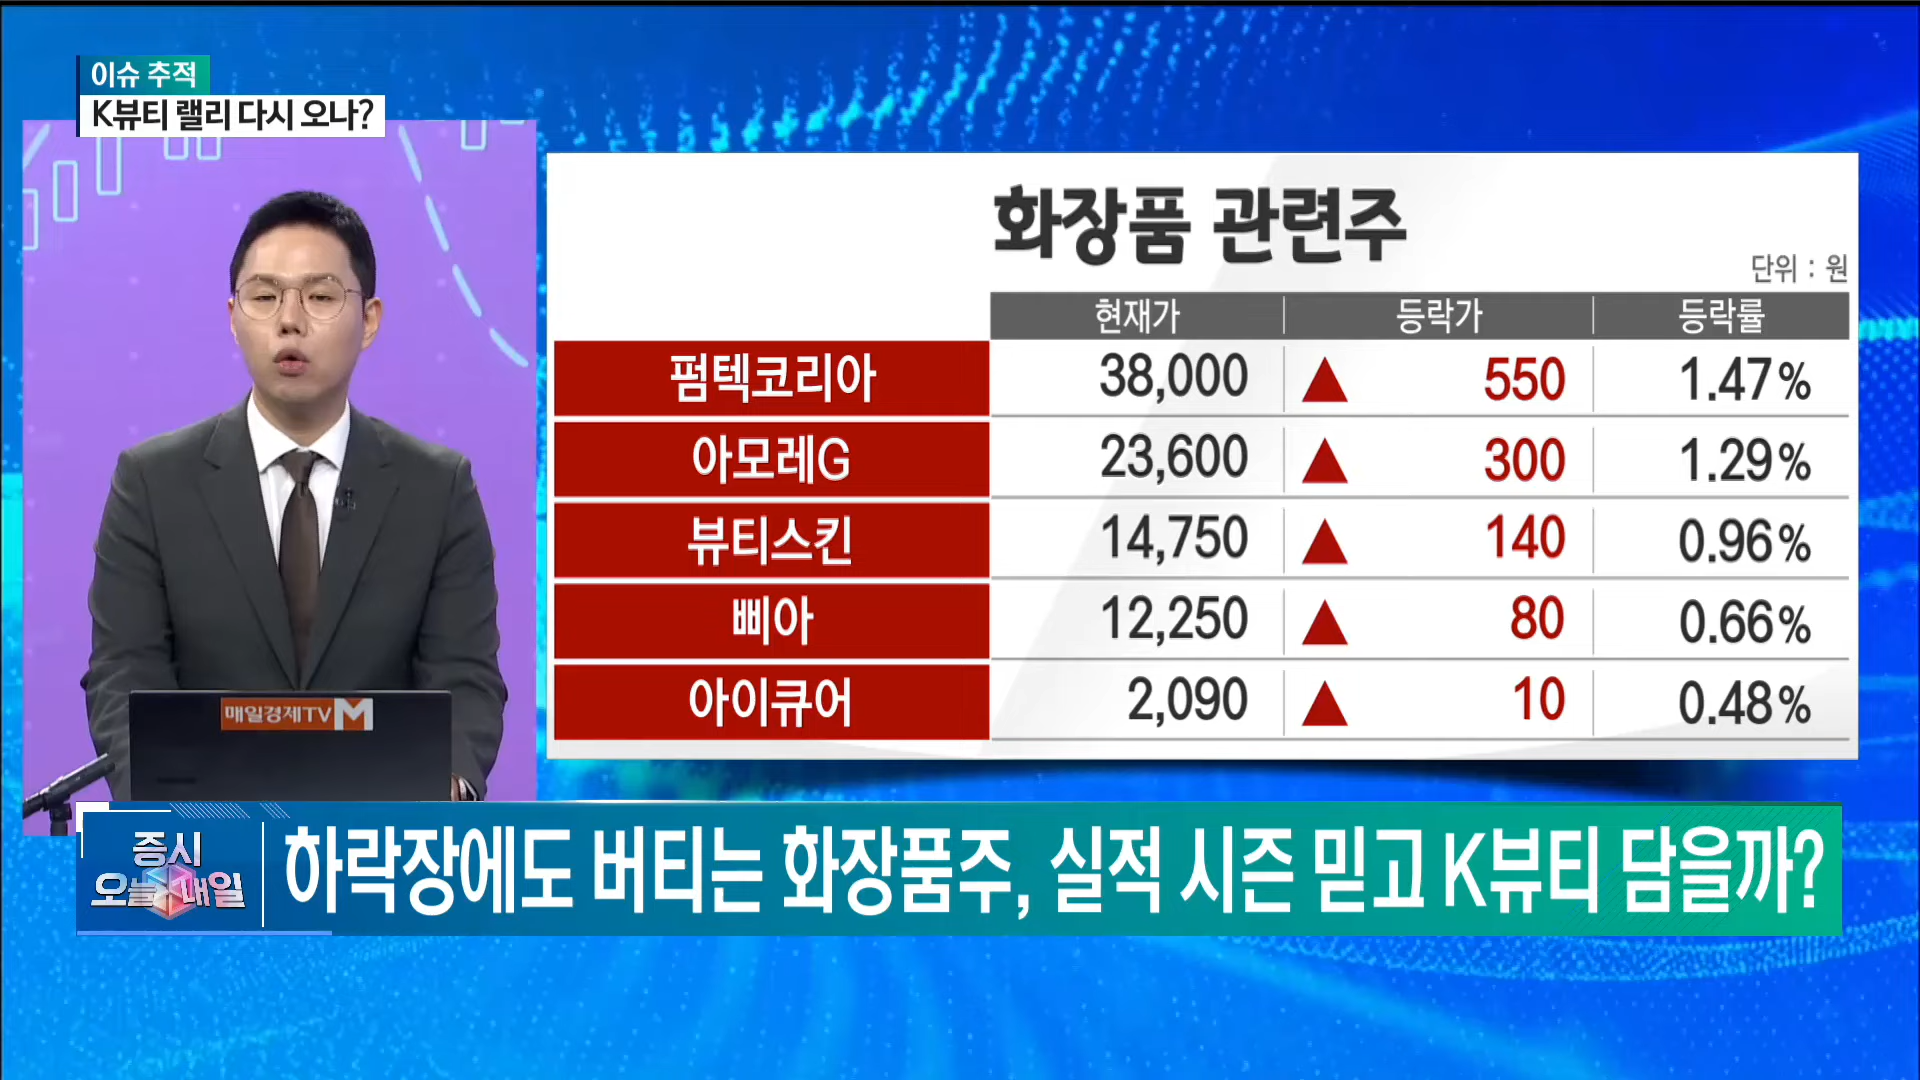 이슈 추적
K뷰티 랠리 다시 오나?
화장품 관련주
단위 : 원
현재가 등락가 등락률
펌텍코리아 38,000 ▲ 550 1.47%
아모레G 23,600 ▲ 300 1.29%
뷰티스킨 14,750 ▲ 140 0.96%
삐아 12,250 ▲ 80 0.66%
아이큐어 2,090 ▲ 10 0.48%
매일경제TV M
증시
오늘 매일
하락장에도 버티는 화장품주, 실적 시즌 믿고 K뷰티 담을까?